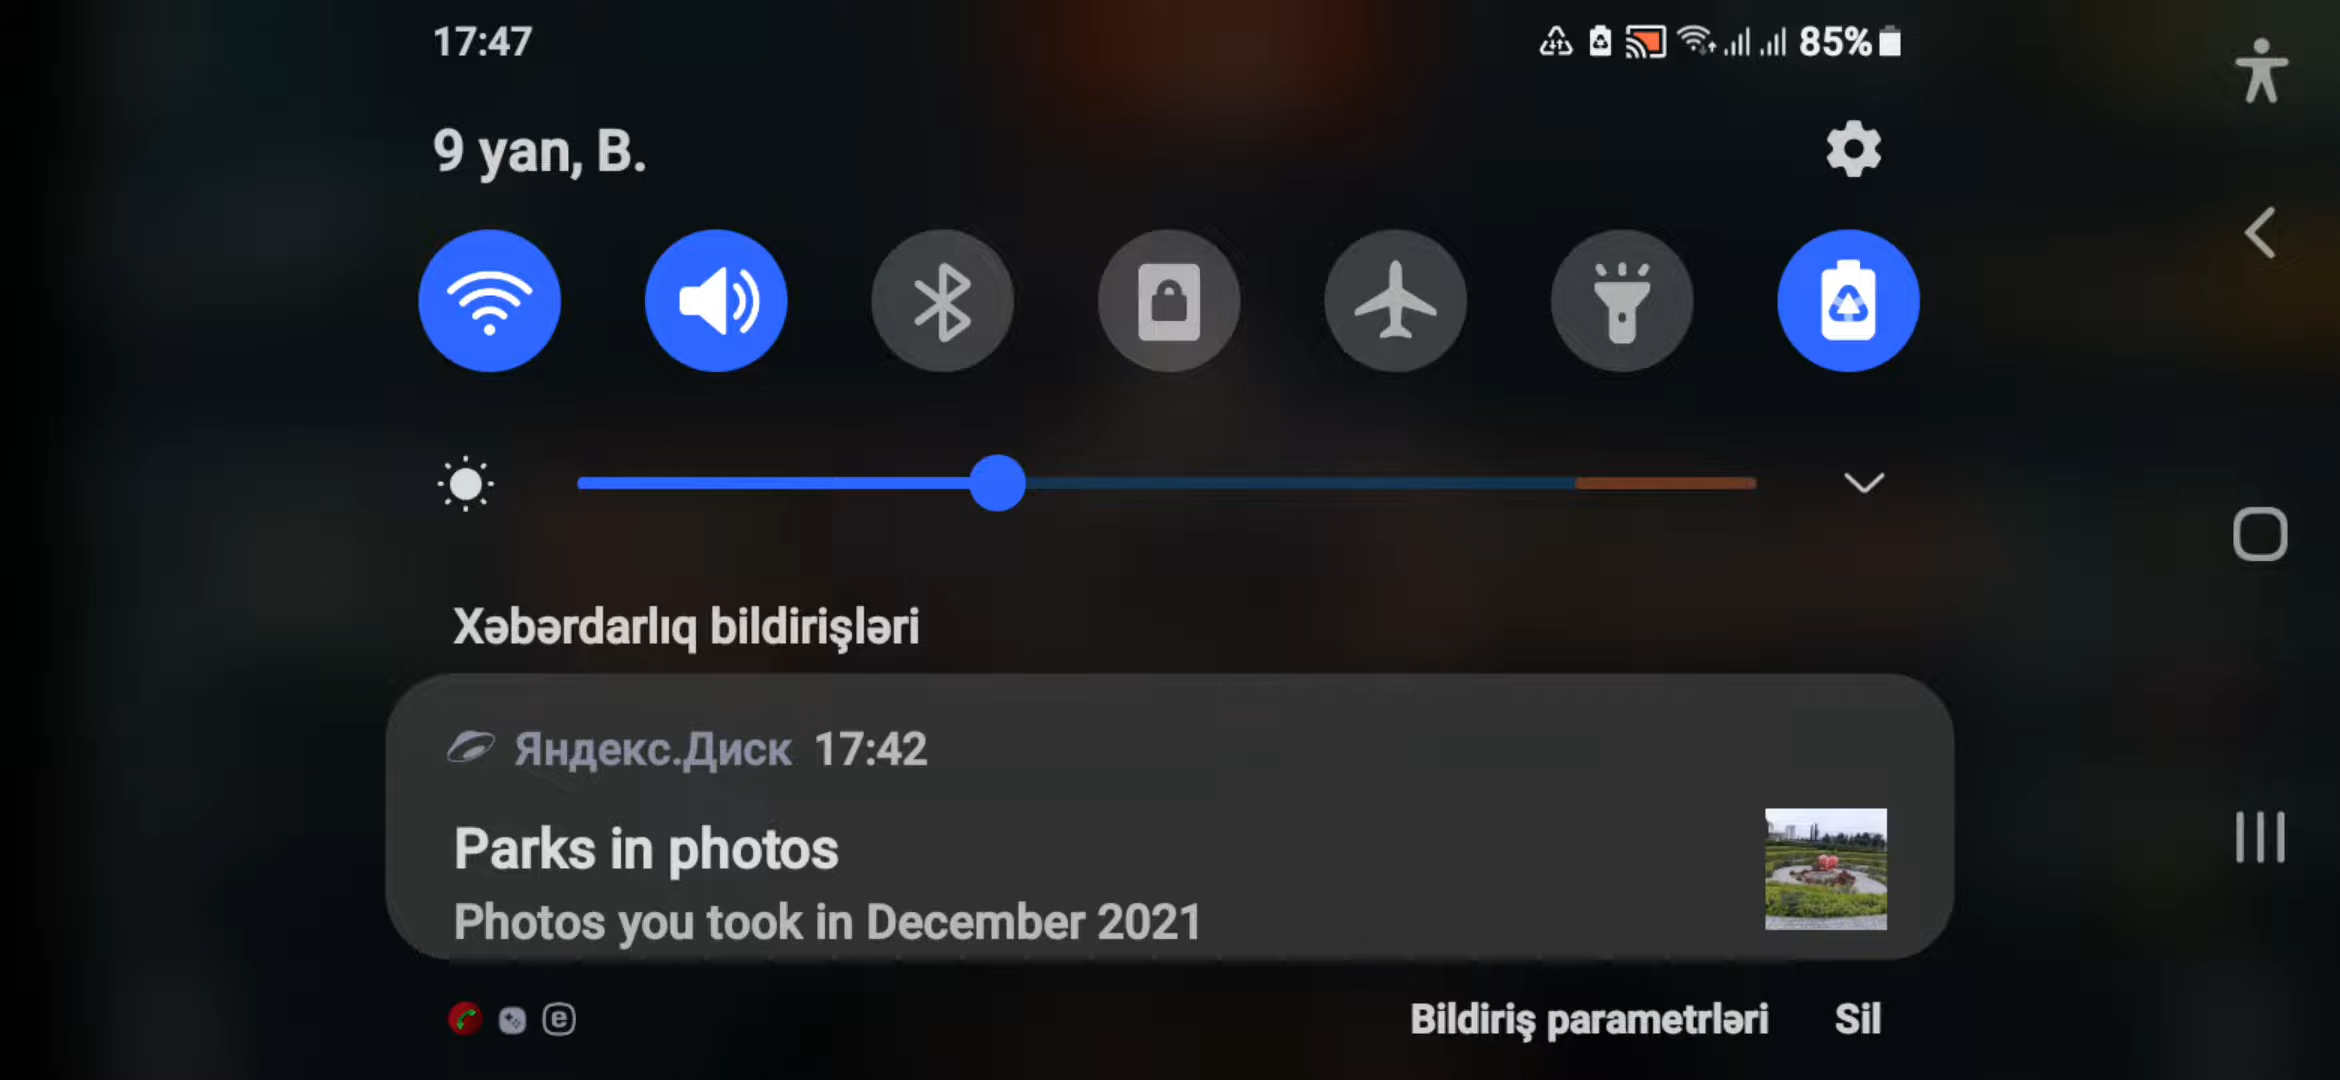 17:47
85%
9 yan, B.
Xəbərdarlıq bildirişləri
Яндекс.Диск 17:42
Parks in photos
Photos you took in December 2021
Bildiriş parametrləri Sil